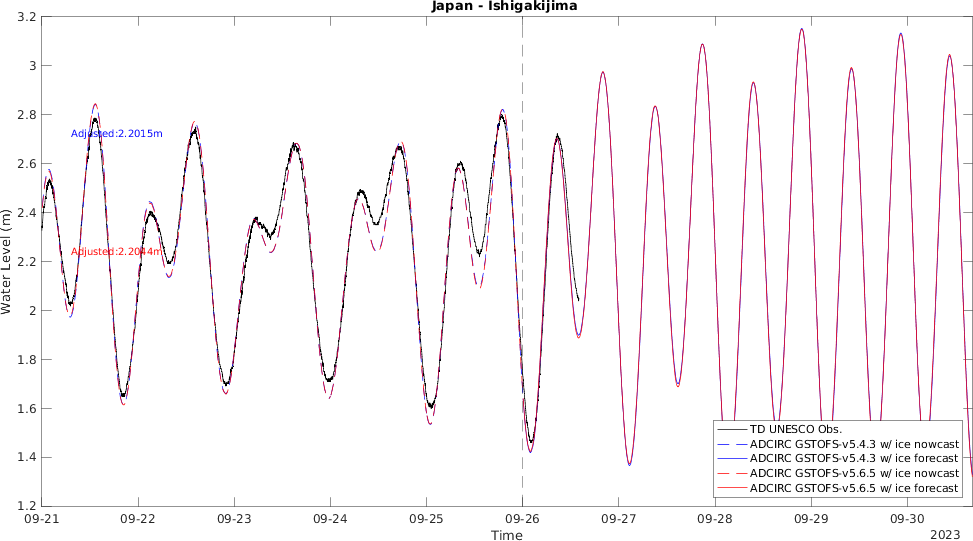 Japan - Ishigakijima
3.2
3
2.8
2.6
2.4
2.2
2
1.8
1.6
1.4
1.2
Water Level (m)
Adjusted:2.2015m
Adjusted:2.2044m
TD UNESCO Obs.
ADCIRC GSTOFS-v5.4.3 w/ ice nowcast
ADCIRC GSTOFS-v5.4.3 w/ ice forecast
ADCIRC GSTOFS-v5.6.5 w/ ice nowcast
ADCIRC GSTOFS-v5.6.5 w/ ice forecast
09-21 09-22 09-23 09-24 09-25 09-26 09-27 09-28 09-29 09-30
Time
2023